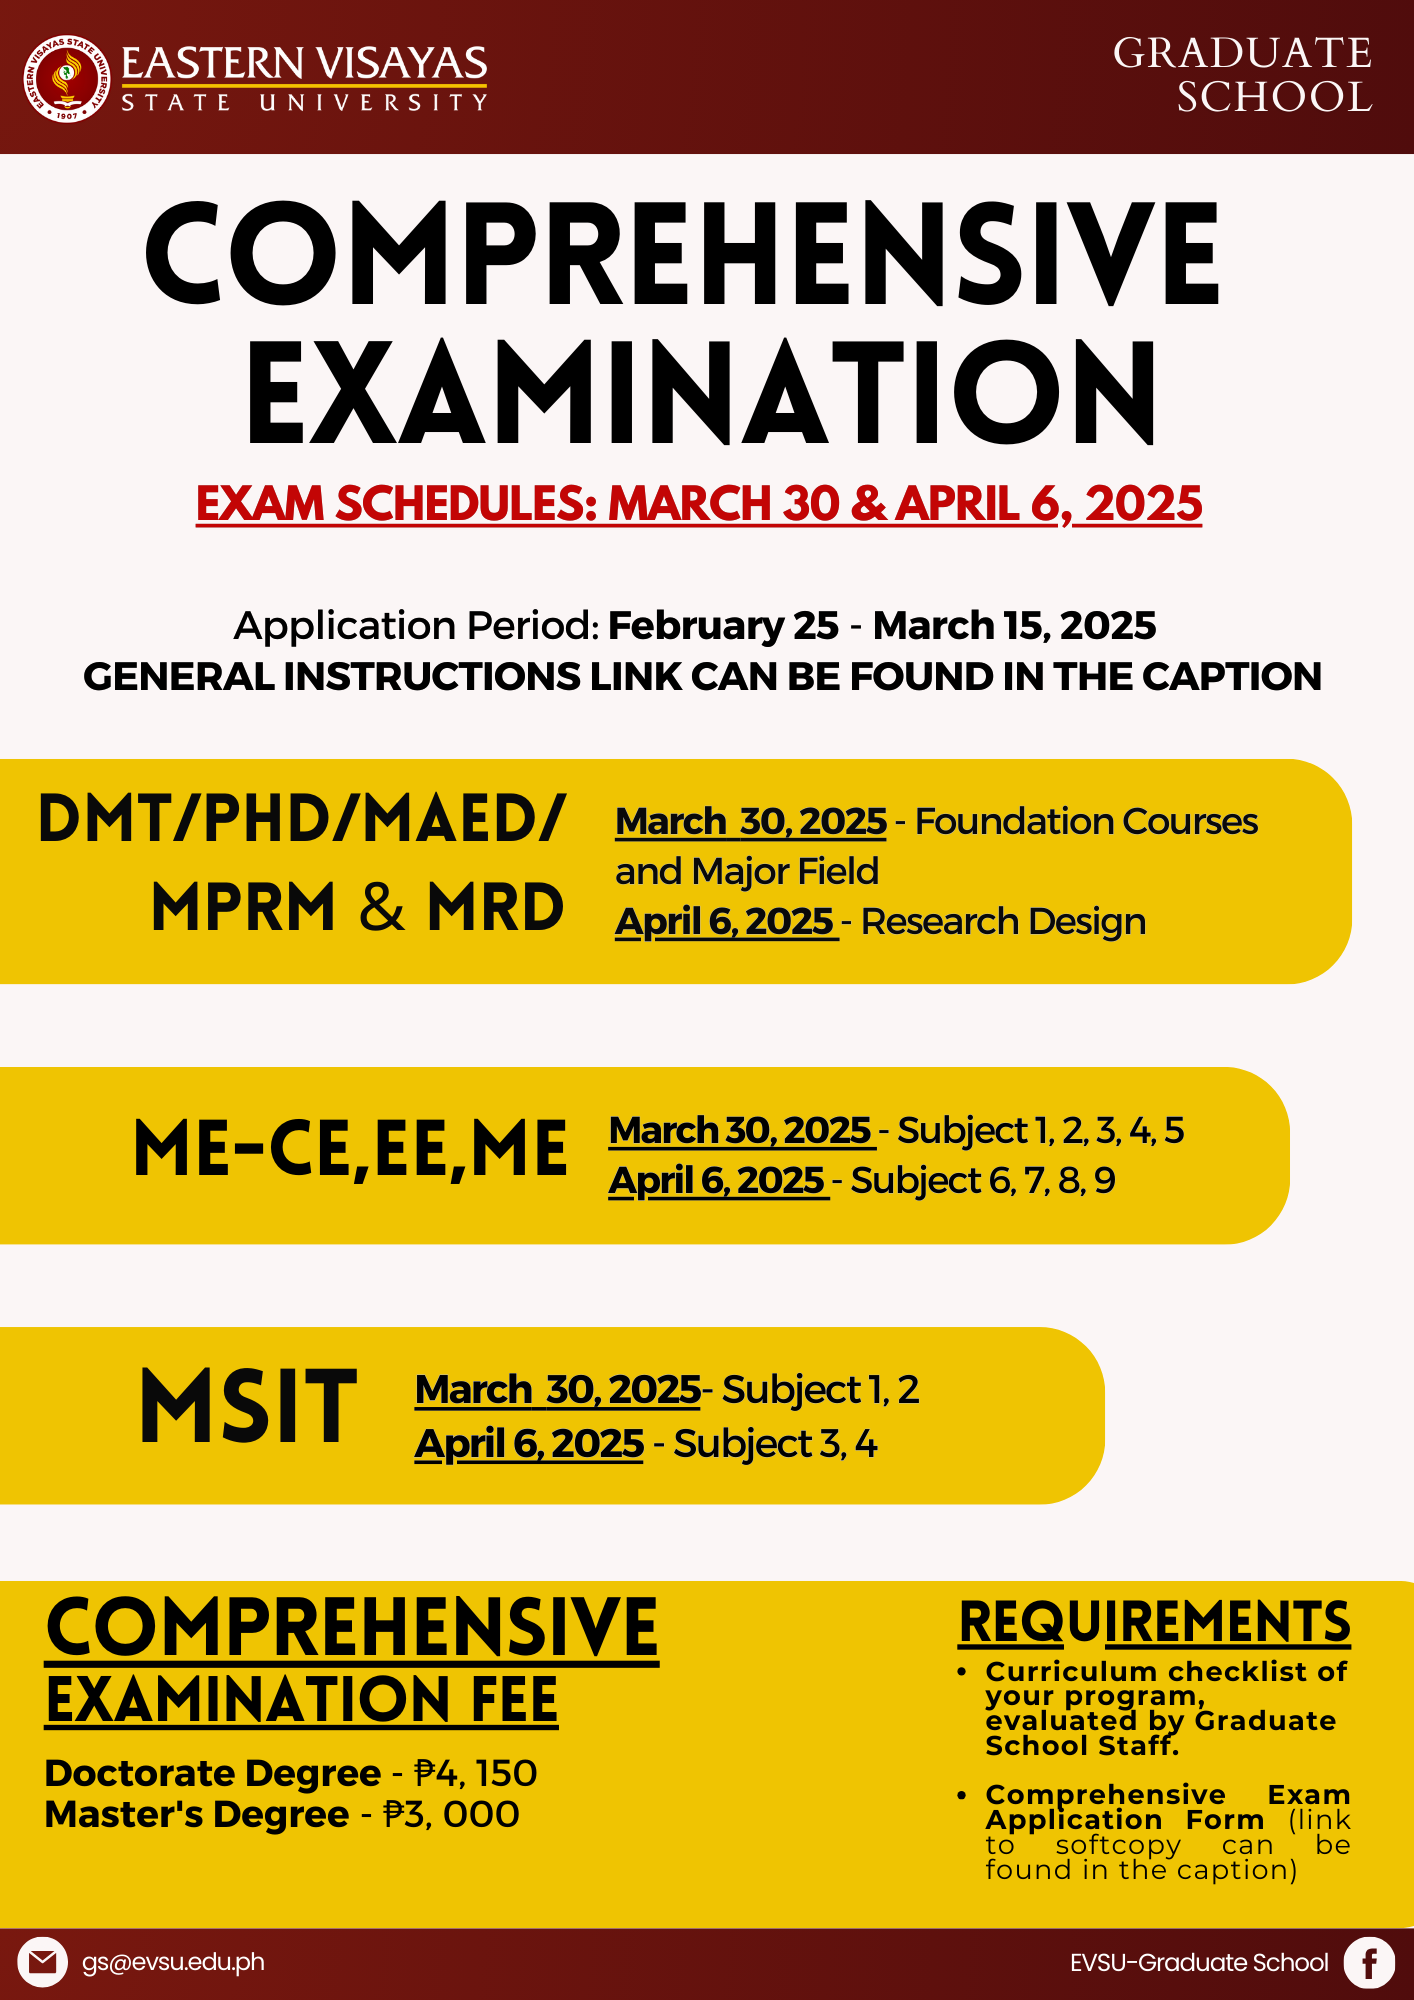 EASTERN VISAYAS STATE UNIVERSITY
1907
EASTERN VISAYAS
STATE UNIVERSITY
GRADUATE
SCHOOL
COMPREHENSIVE
EXAMINATION
EXAM SCHEDULES: MARCH 30 & APRIL 6, 2025
Application Period: February 25 - March 15, 2025
GENERAL INSTRUCTIONS LINK CAN BE FOUND IN THE CAPTION
DMT/PHD/MAED/
MPRM & MRD
March 30, 2025 - Foundation Courses
and Major Field
April 6, 2025 - Research Design
ME-CE,EE,ME
March 30, 2025 - Subject 1, 2, 3, 4, 5
April 6, 2025 - Subject 6, 7, 8, 9
MSIT
March 30, 2025- Subject 1, 2
April 6, 2025 - Subject 3, 4
COMPREHENSIVE
EXAMINATION FEE
Doctorate Degree - ₱4, 150
Master's Degree - ₱3, 000
REQUIREMENTS
• Curriculum checklist of
your program,
evaluated by Graduate
School Staff.
• Comprehensive Exam
Application Form (link
to softcopy can be
found in the caption)
gs@evsu.edu.ph
EVSU-Graduate School